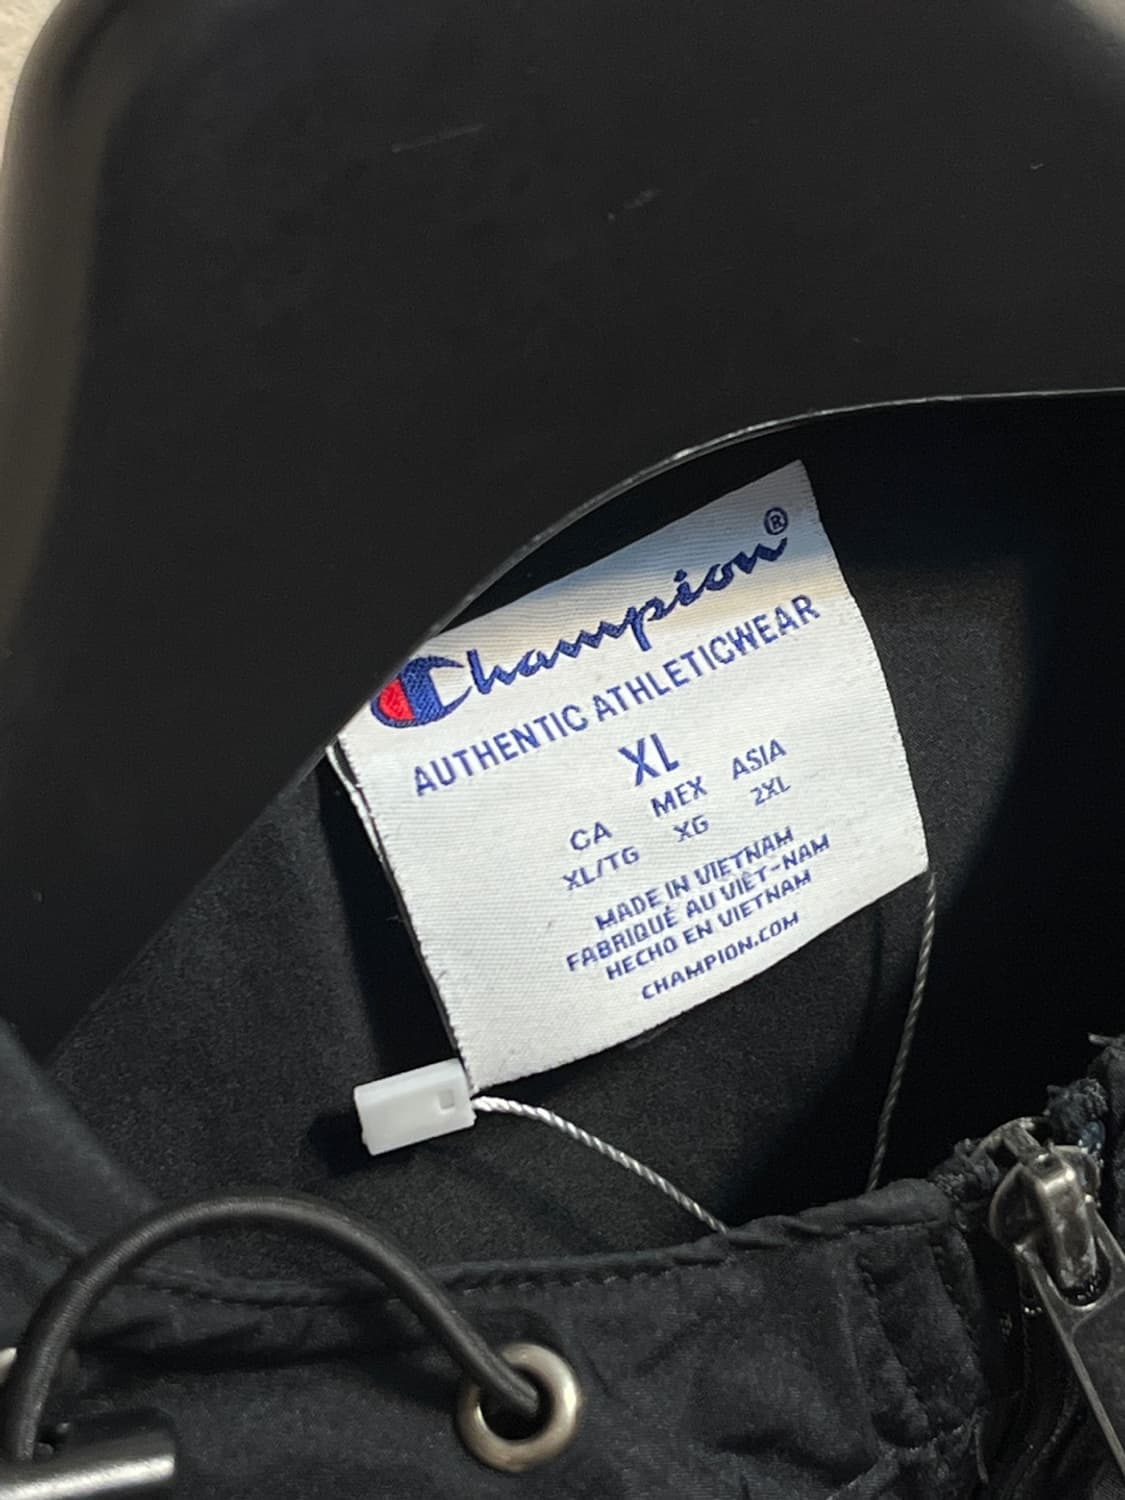 Champion®
AUTHENTIC ATHLETICWEAR
XL
CA MEX ASIA
XL/TG XG 2XL
MADE IN VIETNAM
FABRIQUÉ AU VIÊT-NAM
HECHO EN VIETNAM
CHAMPION.COM